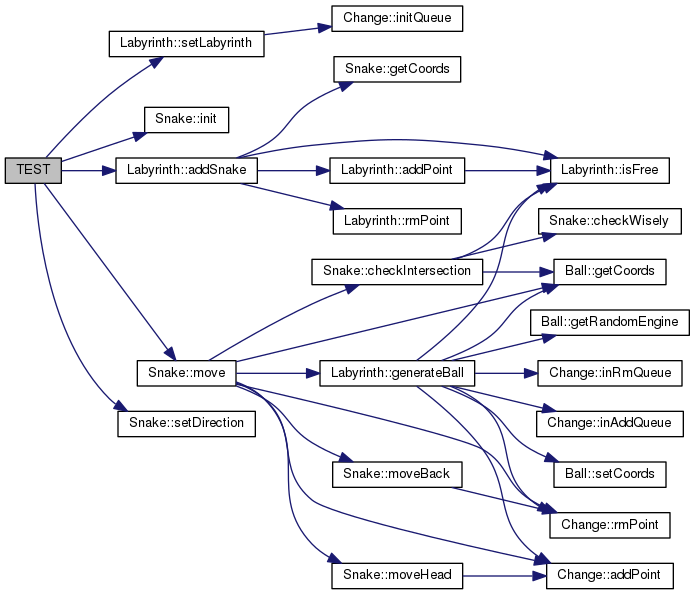 Change::initQueue
Labyrinth::setLabyrinth
Snake::getCoords
Snake::init
TEST
Labyrinth::addSnake
Labyrinth::addPoint
Labyrinth::isFree
Labyrinth::rmPoint
Snake::checkWisely
Snake::checkIntersection
Ball::getCoords
Ball::getRandomEngine
Snake::move
Labyrinth::generateBall
Change::inRmQueue
Snake::setDirection
Change::inAddQueue
Snake::moveBack
Ball::setCoords
Change::rmPoint
Snake::moveHead
Change::addPoint